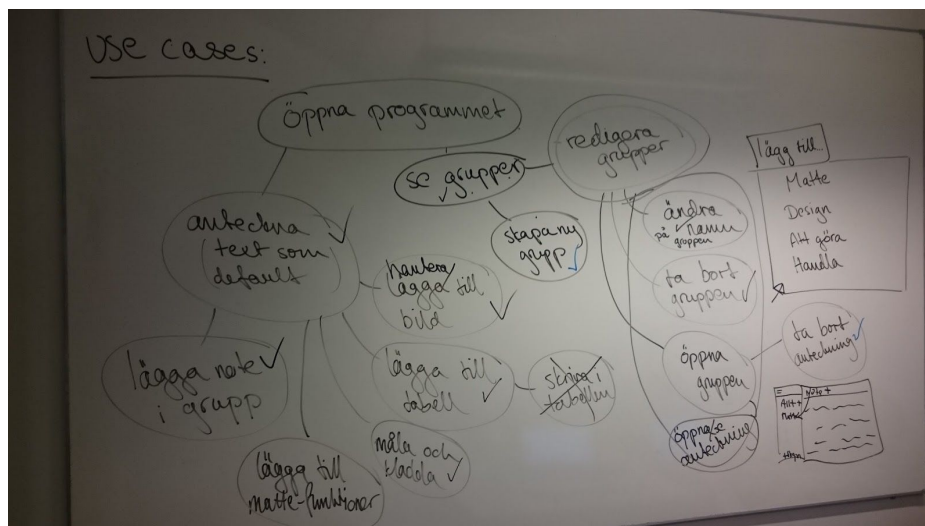 USE cases:
öppna programmet
se grupper
redigera
grupper
skapa ny
grupp
anteckna
text som
default
lägga note
i grupp
lägga till
matte-funktioner
hantera
lägga till
bild
lägga till
tabell
skriva i
tabellen
måla och
kladda
ändra
på namn
gruppen
ta bort
gruppen
öppna
gruppen
ta bort
anteckning
öppna/se
anteckning
lägg till
Matte
Design
Att göra
Handla